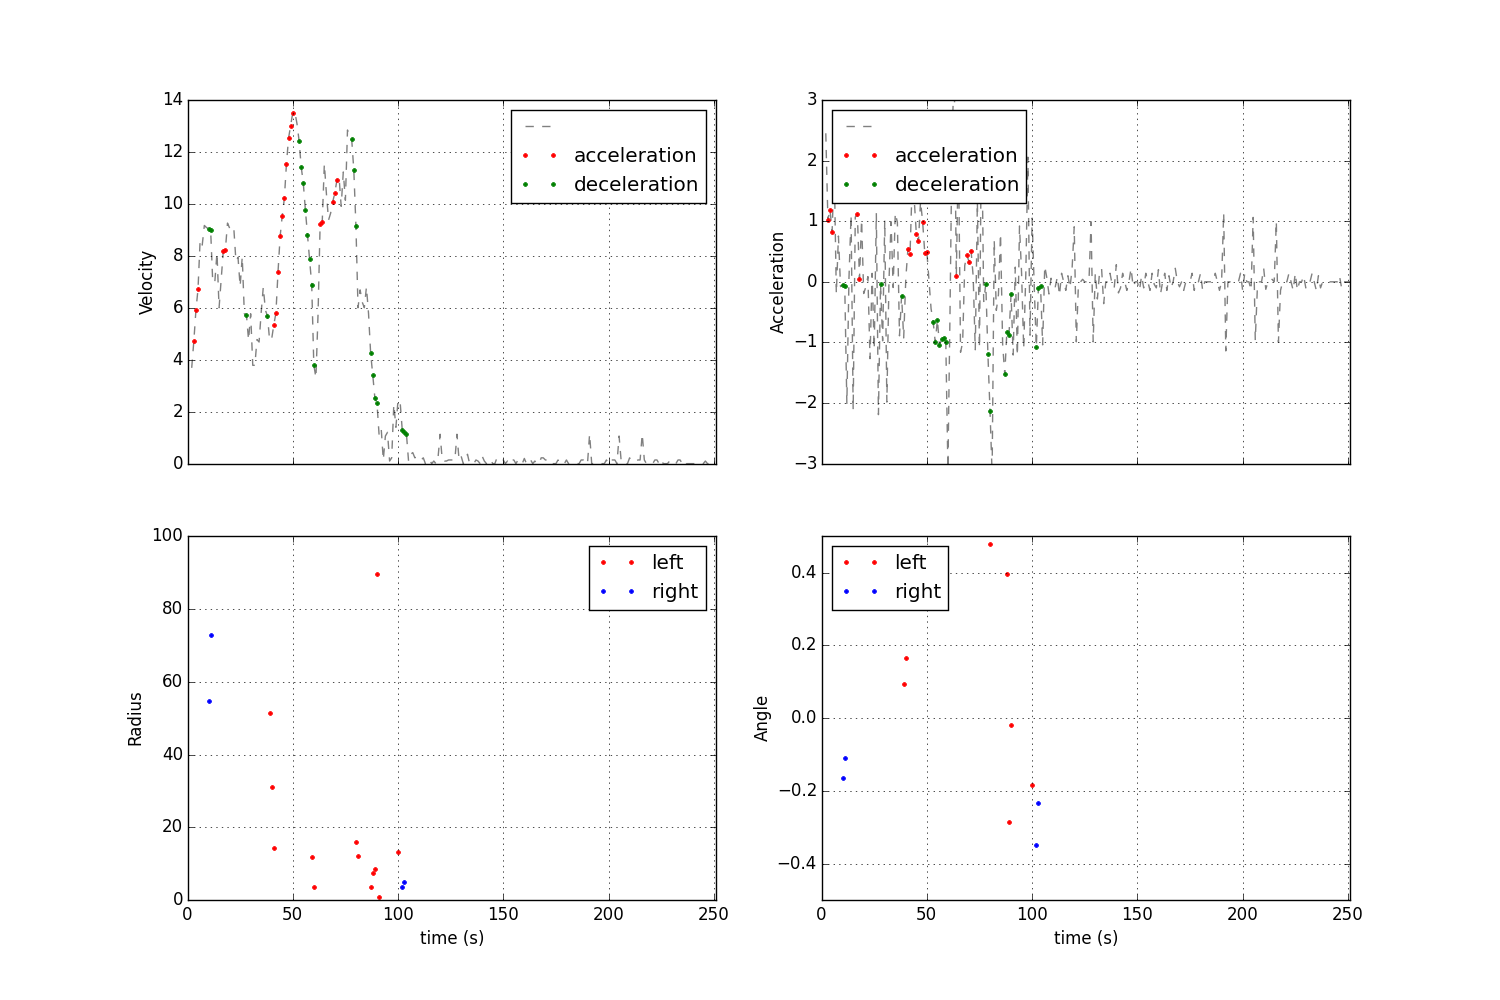 14
12
10
8
6
4
2
0
Velocity
acceleration
deceleration
3
2
1
0
−1
−2
−3
Acceleration
acceleration
deceleration
100
80
60
40
20
0
Radius
left
right
0 50 100 150 200 250
time (s)
0.4
0.2
0.0
−0.2
−0.4
Angle
left
right
0 50 100 150 200 250
time (s)